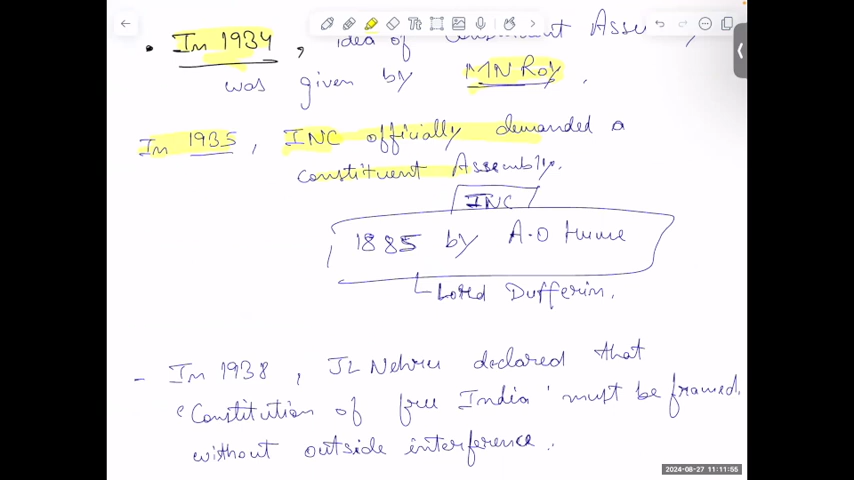 • In 1934, idea of Constituent Assembly,
was given by MN Roy.
In 1935, INC officially demanded a
constituent Assembly.
INC
1885 by A.O Hume
Lored Dufferin.
- In 1938, JL Nehru declared that
'Constitution of free India' must be framed
without outside interference.
2024-08-27 11:11:55